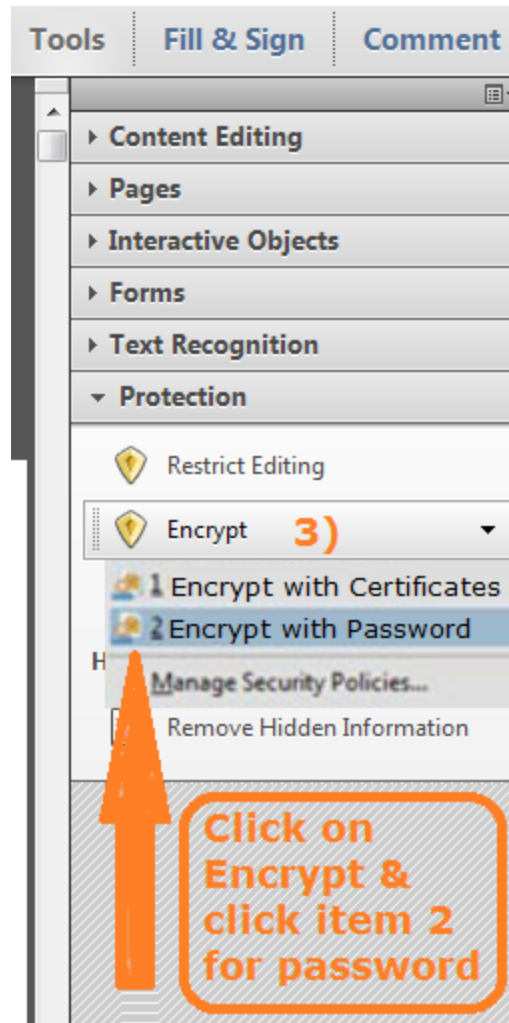 Tools Fill & Sign Comment
Content Editing
Pages
Interactive Objects
Forms
Text Recognition
Protection
Restrict Editing
Encrypt 3)
1 Encrypt with Certificates
2 Encrypt with Password
H
Manage Security Policies...
Remove Hidden Information
Click on
Encrypt &
click item 2
for password